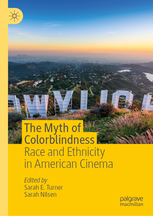 The Myth of
Colorblindness
Race and Ethnicity
in American Cinema
Edited by
Sarah E. Turner
Sarah Nilsen
palgrave
macmillan